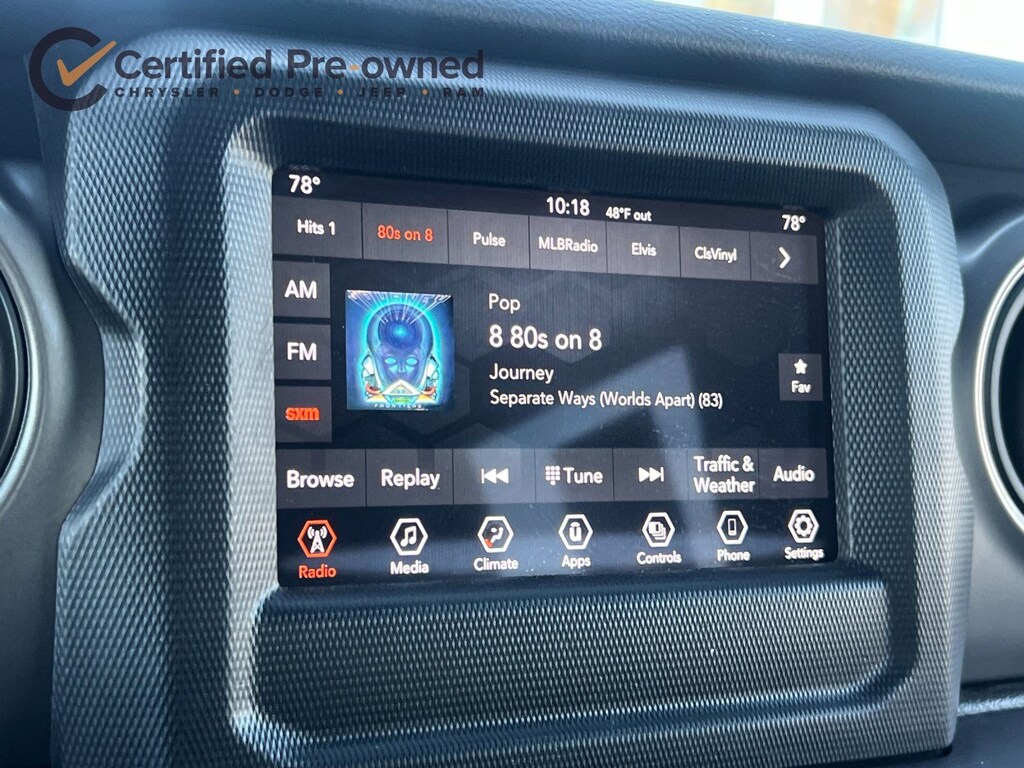 Certified Pre-owned
CHRYSLER • DODGE • JEEP • RAM
78°
10:18 48°F out
78°
Hits 1
80s on 8
Pulse
MLBRadio
Elvis
ClsVinyl
AM
FM
sxm
FRONTIERS
Pop
8 80s on 8
Journey
Separate Ways (Worlds Apart) (83)
Fav
Browse
Replay
Tune
Traffic &
Weather
Audio
Radio
Media
Climate
Apps
Controls
Phone
Settings